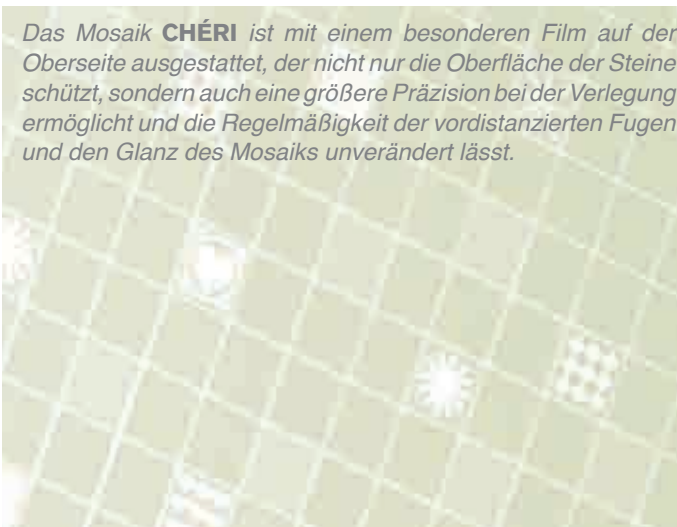 Das Mosaik CHÉRI ist mit einem besonderen Film auf der
Oberseite ausgestattet, der nicht nur die Oberfläche der Steine
schützt, sondern auch eine größere Präzision bei der Verlegung
ermöglicht und die Regelmäßigkeit der vordistanzierten Fugen
und den Glanz des Mosaiks unverändert lässt.